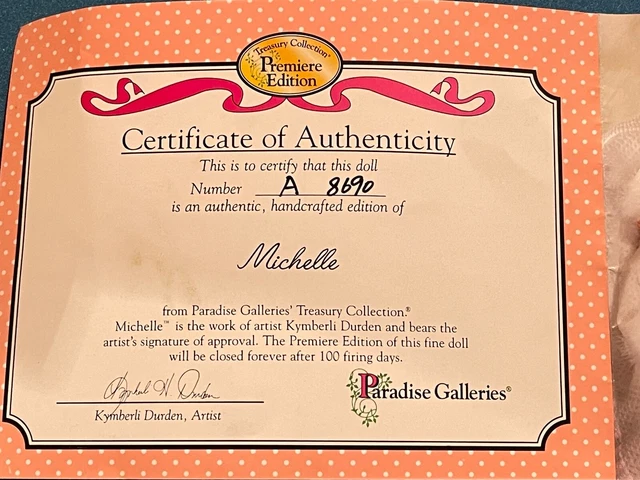 Treasury Collection®
Premiere
Edition
Certificate of Authenticity
This is to certify that this doll
Number A 8690
is an authentic, handcrafted edition of
Michelle
from Paradise Galleries' Treasury Collection.®
Michelle™ is the work of artist Kymberli Durden and bears the
artist's signature of approval. The Premiere Edition of this fine doll
will be closed forever after 100 firing days.
Kymberli Durden, Artist
Paradise Galleries®